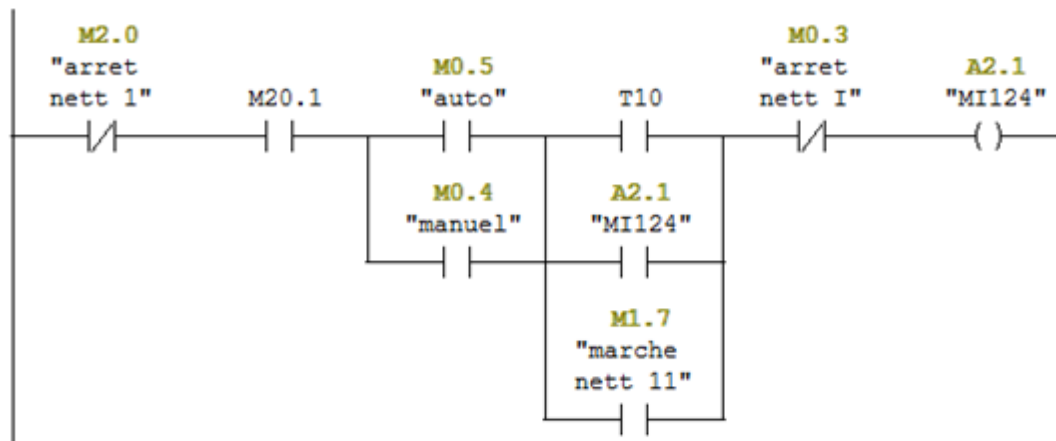 M2.0
"arret
nett 1"
M20.1
M0.5
"auto"
T10
M0.3
"arret
nett I"
A2.1
"MI124"
M0.4
"manuel"
A2.1
"MI124"
M1.7
"marche
nett 11"